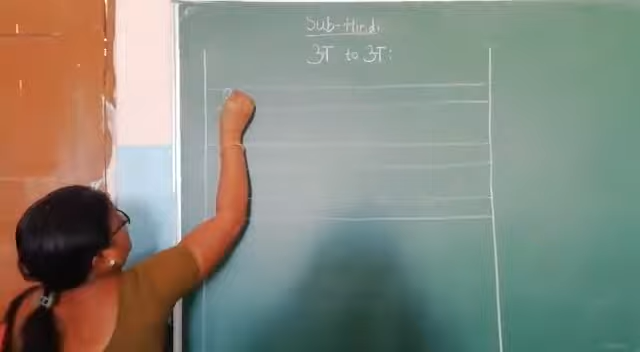 Sub-Hindi
अ to अ: